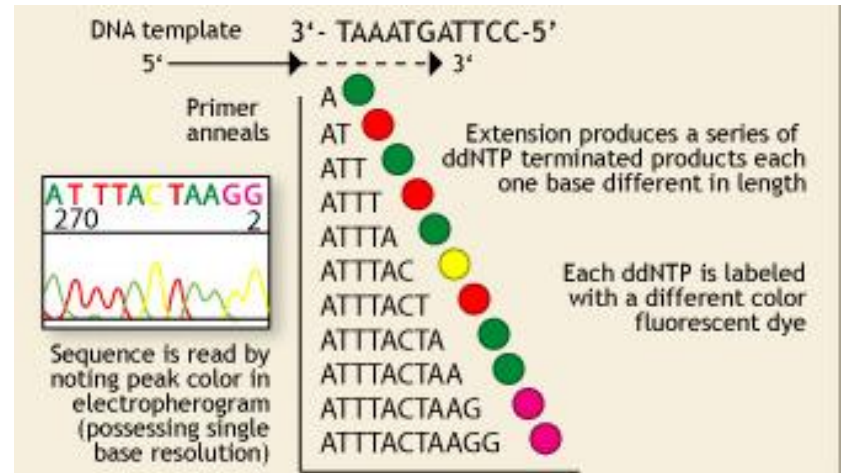 DNA template 3‘- TAAATGATTCC-5’
5‘ 3‘
Primer
anneals
A
AT
ATT
ATTT
ATTTA
ATTTAC
ATTTACT
ATTTACTA
ATTTACTAA
ATTTACTAAG
ATTTACTAAGG
Extension produces a series of
ddNTP terminated products each
one base different in length
Each ddNTP is labeled
with a different color
fluorescent dye
AT TTAC TAAGG
270 2
Sequence is read by
noting peak color in
electropherogram
(possessing single
base resolution)